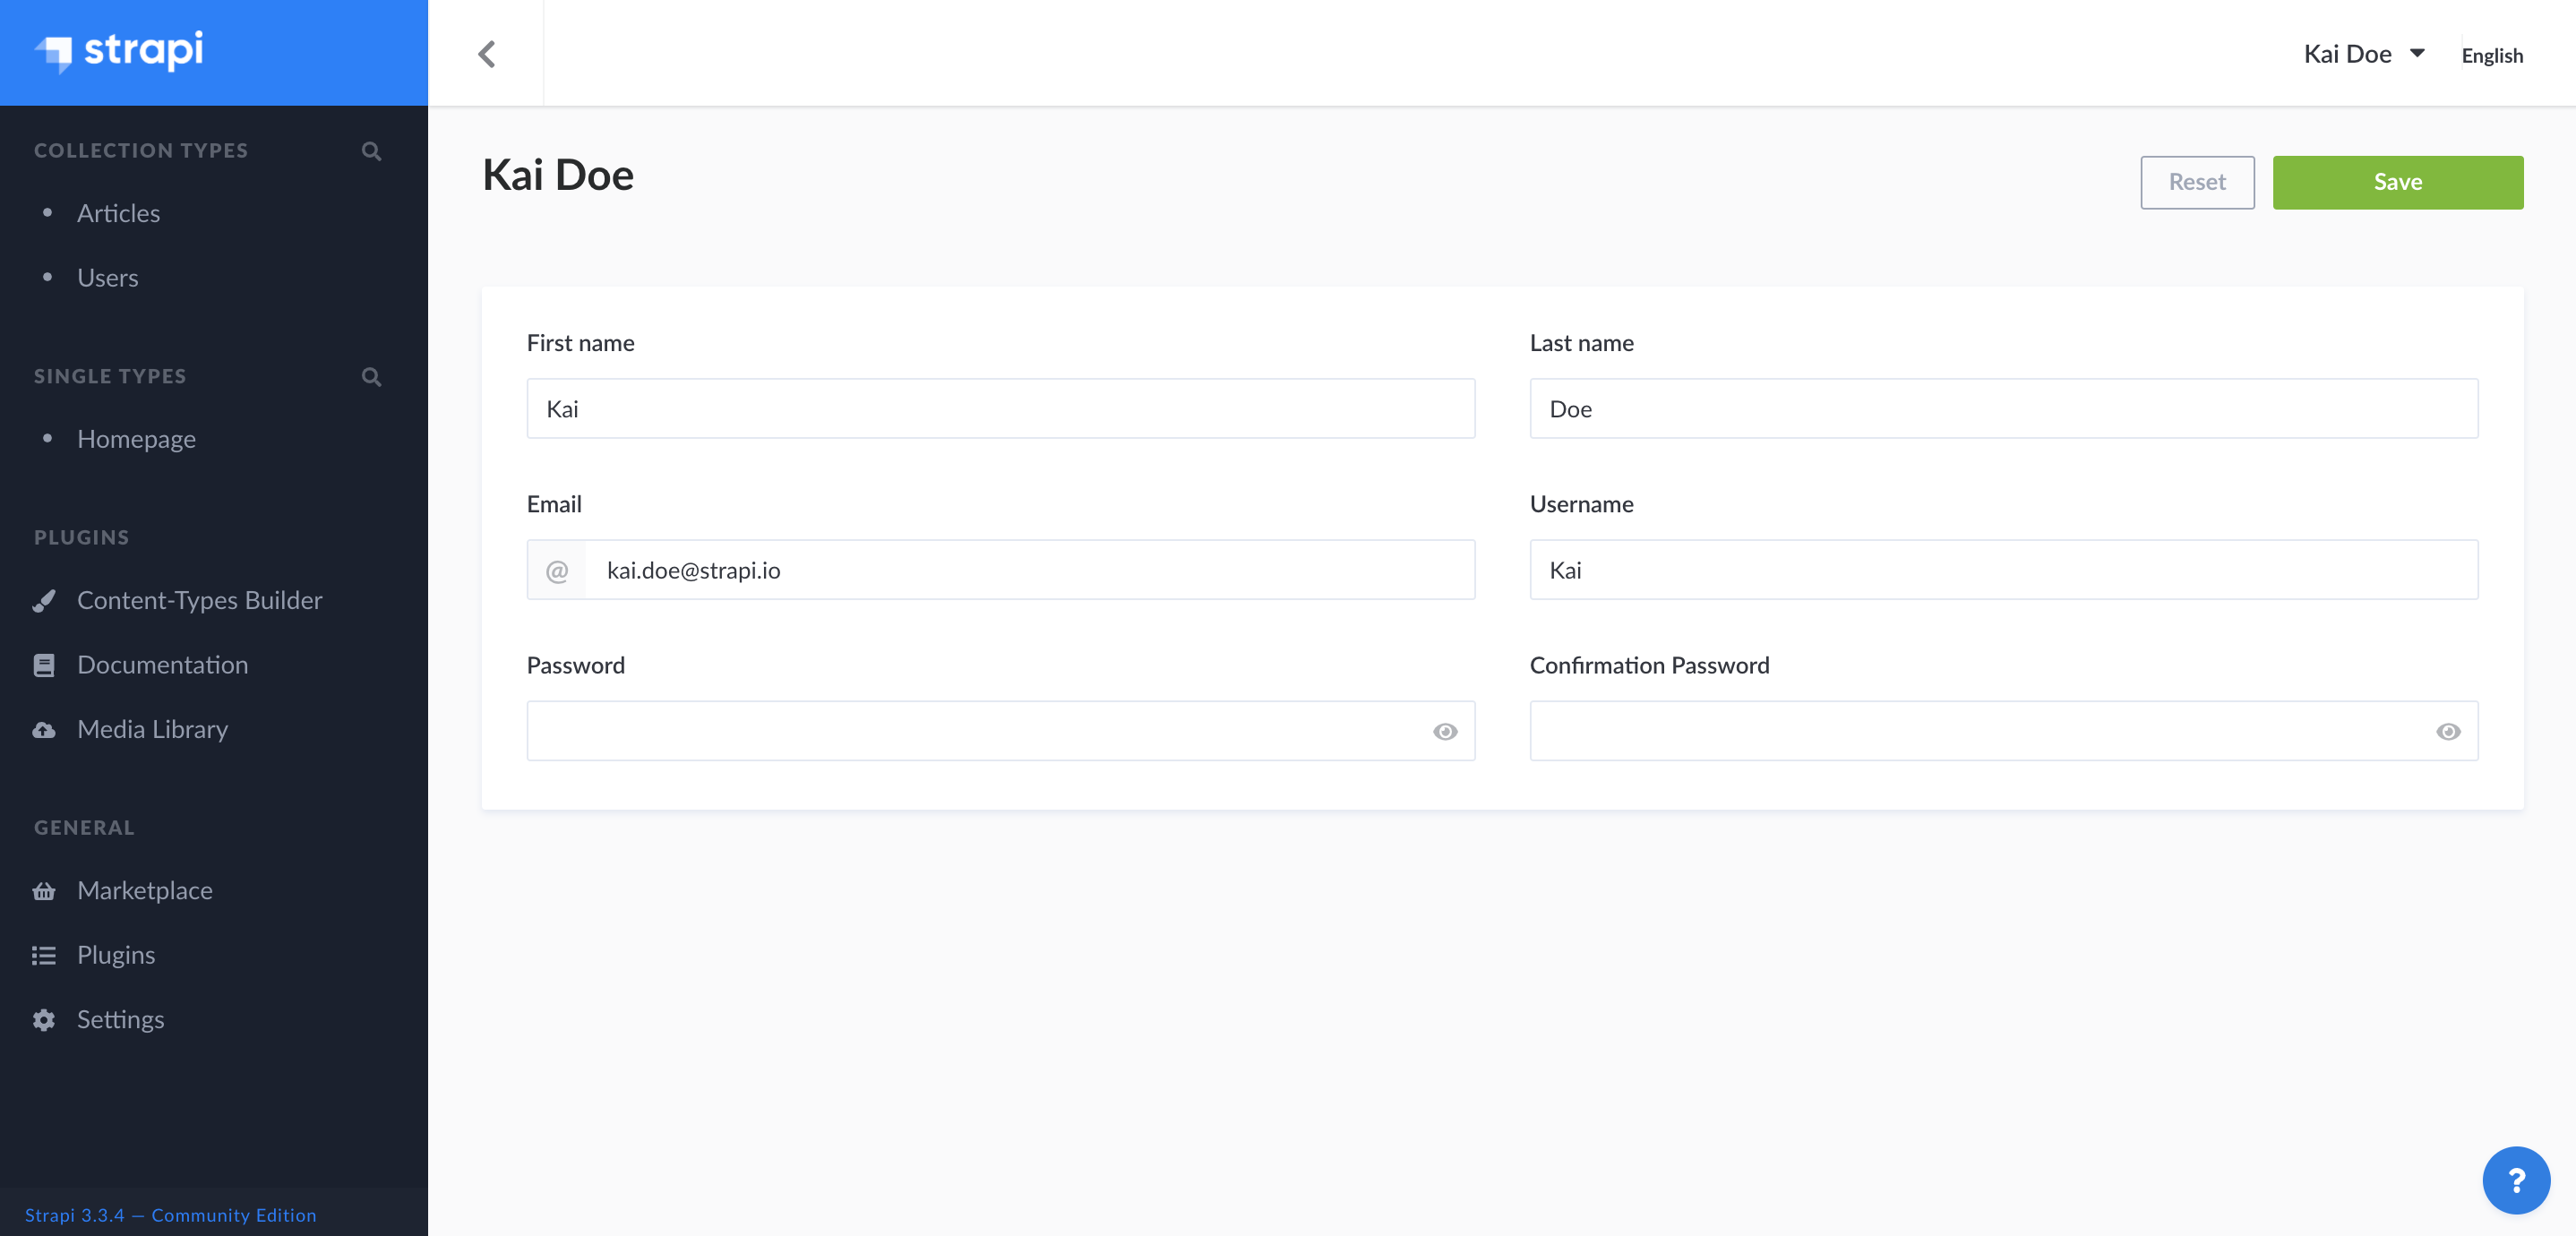 strapi
Kai Doe
English
COLLECTION TYPES
Articles
Users
SINGLE TYPES
Homepage
PLUGINS
Content-Types Builder
Documentation
Media Library
GENERAL
Marketplace
Plugins
Settings
Strapi 3.3.4 — Community Edition
Kai Doe
Reset
Save
First name
Kai
Last name
Doe
Email
@ kai.doe@strapi.io
Username
Kai
Password
Confirmation Password
?